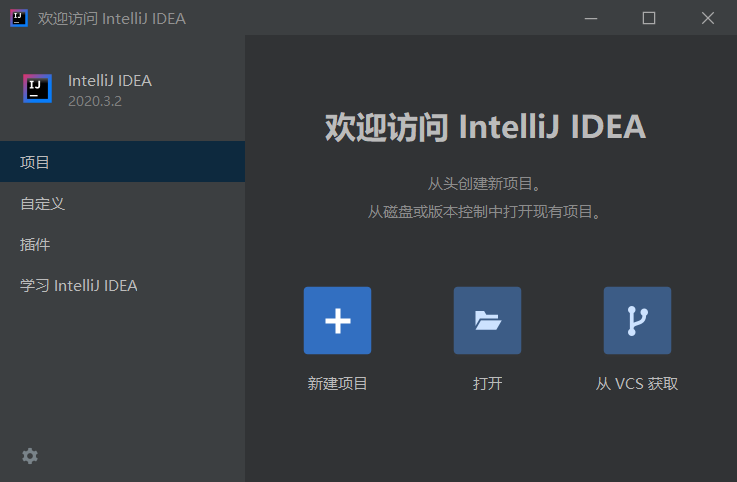 欢迎访问 IntelliJ IDEA
IJ
IntelliJ IDEA
2020.3.2
项目
自定义
插件
学习 IntelliJ IDEA
欢迎访问 IntelliJ IDEA
从头创建新项目。
从磁盘或版本控制中打开现有项目。
新建项目
打开
从 VCS 获取